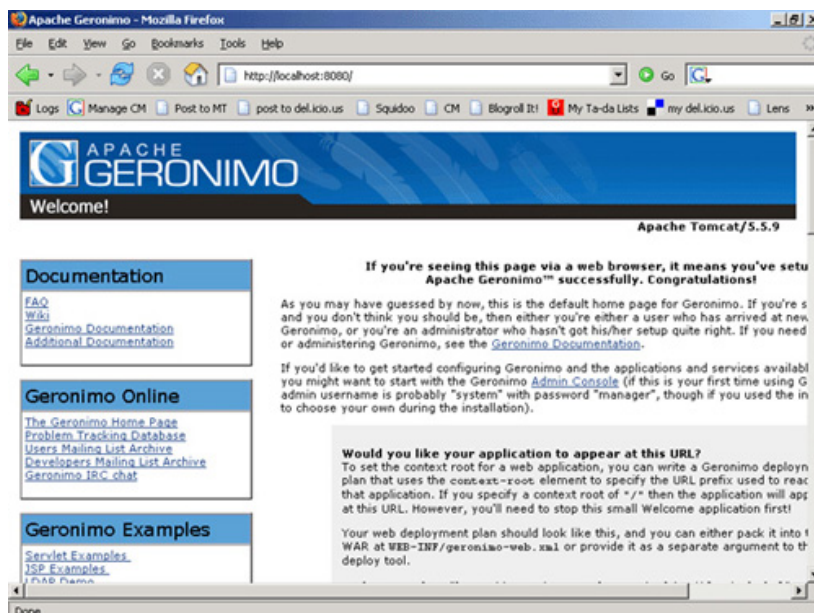 Apache Geronimo - Mozilla Firefox
File Edit View Go Bookmarks Tools Help
http://localhost:8080/ Go G
Logs Manage CM Post to MT post to del.icio.us Squidoo CM Blogroll It! My Ta-da Lists my del.icio.us Lens »
G APACHE
GERONIMO
Welcome!
Apache Tomcat/5.5.9
Documentation
FAQ
Wiki
Geronimo Documentation
Additional Documentation
Geronimo Online
The Geronimo Home Page
Problem Tracking Database
Users Mailing List Archive
Developers Mailing List Archive
Geronimo IRC chat
Geronimo Examples
Servlet Examples
JSP Examples
LDAP Demo
If you're seeing this page via a web browser, it means you've setu
Apache Geronimo™ successfully. Congratulations!
As you may have guessed by now, this is the default home page for Geronimo. If you're s
and you don't think you should be, then either you're either a user who has arrived at new
Geronimo, or you're an administrator who hasn't got his/her setup quite right. If you need
or administering Geronimo, see the Geronimo Documentation.
If you'd like to get started configuring Geronimo and the applications and services availabl
you might want to start with the Geronimo Admin Console (if this is your first time using G
admin username is probably "system" with password "manager", though if you used the in
to choose your own during the installation).
Would you like your application to appear at this URL?
To set the context root for a web application, you can write a Geronimo deployn
plan that uses the context-root element to specify the URL prefix used to reac
that application. If you specify a context root of "/" then the application will app
at this URL. However, you'll need to stop this small Welcome application first!
Your web deployment plan should look like this, and you can either pack it into t
WAR at WEB-INF/geronimo-web.xml or provide it as a separate argument to th
deploy tool.
Done